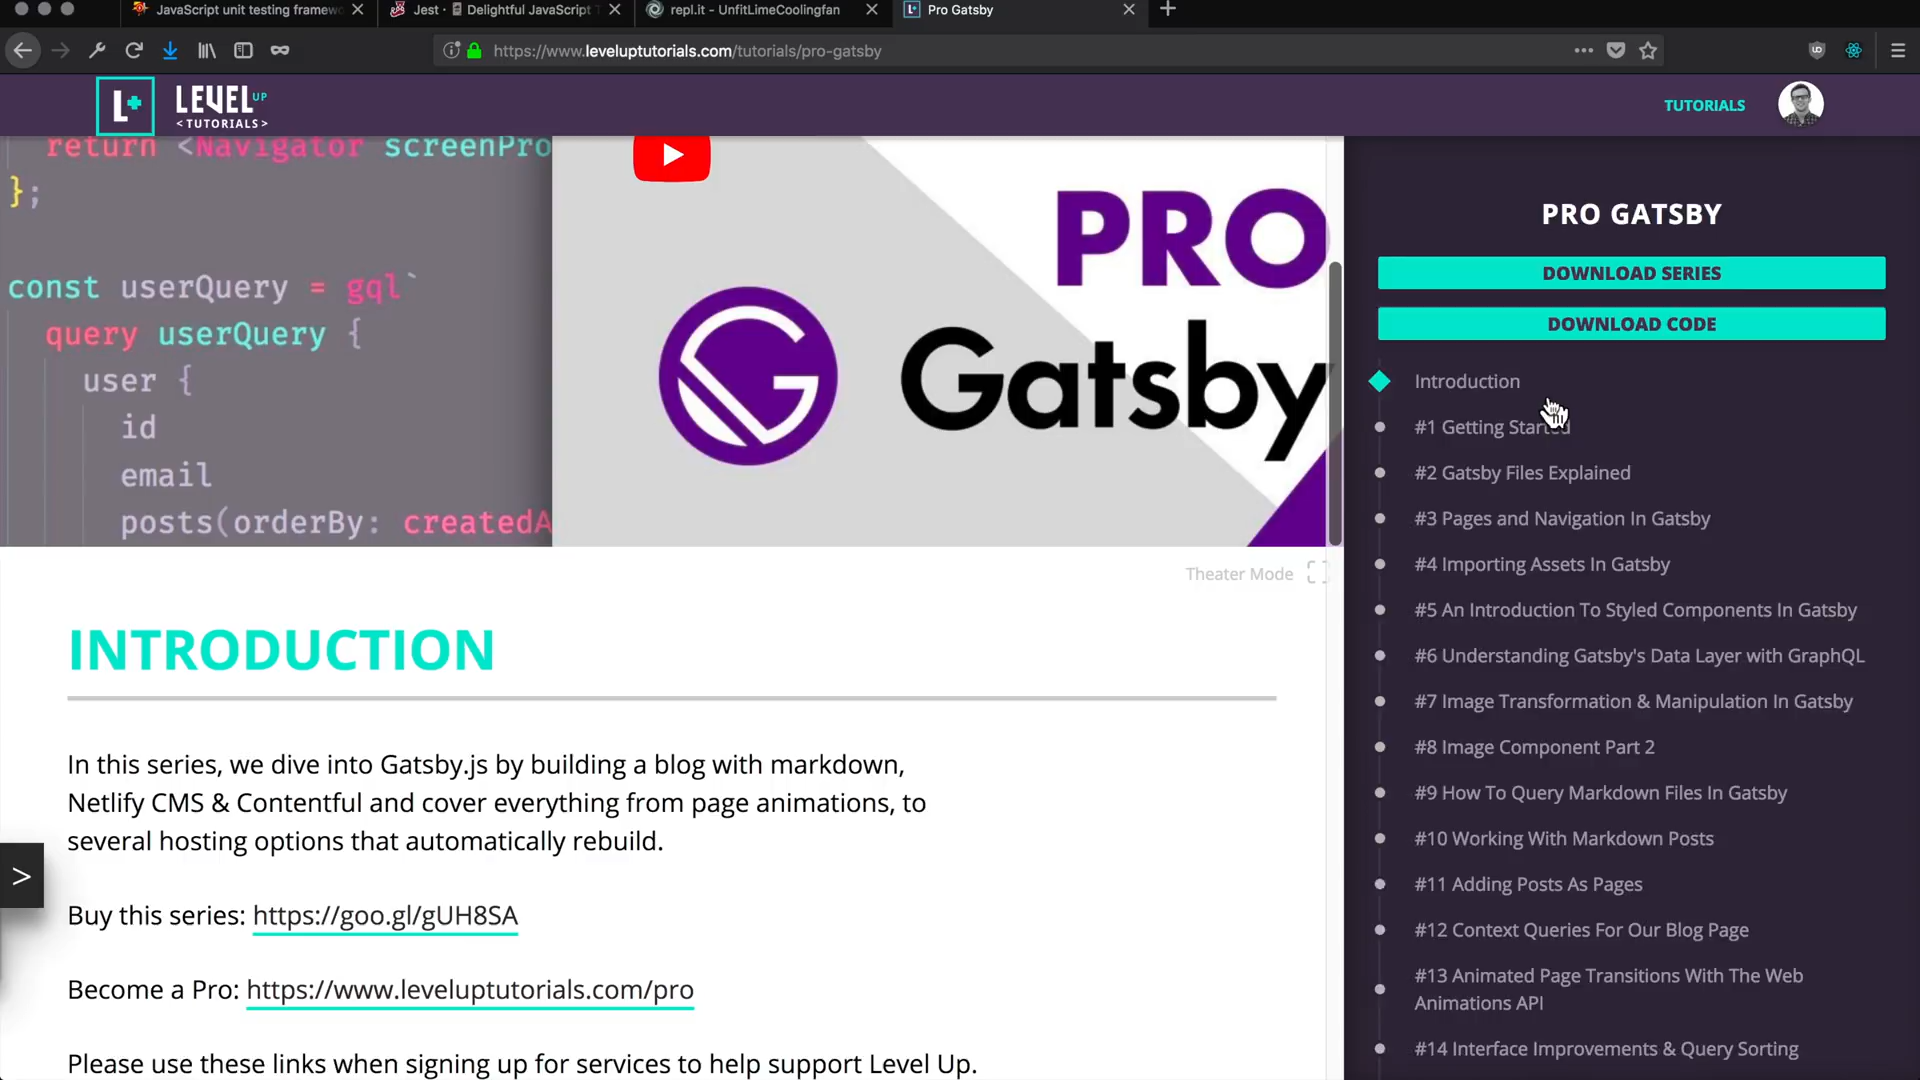 JavaScript unit testing framew
Jest · Delightful JavaScript T
repl.it - UnfitLimeCoolingfan
Pro Gatsby
https://www.leveluptutorials.com/tutorials/pro-gatsby
L+
LEVEL UP
<TUTORIALS>
TUTORIALS
return <Navigator screenPro
};
const userQuery = gql`
query userQuery {
user {
id
email
posts(orderBy: createdA
PRO
Gatsby
Theater Mode
INTRODUCTION
In this series, we dive into Gatsby.js by building a blog with markdown,
Netlify CMS & Contentful and cover everything from page animations, to
several hosting options that automatically rebuild.
Buy this series: https://goo.gl/gUH8SA
Become a Pro: https://www.leveluptutorials.com/pro
Please use these links when signing up for services to help support Level Up.
>
PRO GATSBY
DOWNLOAD SERIES
DOWNLOAD CODE
Introduction
#1 Getting Started
#2 Gatsby Files Explained
#3 Pages and Navigation In Gatsby
#4 Importing Assets In Gatsby
#5 An Introduction To Styled Components In Gatsby
#6 Understanding Gatsby's Data Layer with GraphQL
#7 Image Transformation & Manipulation In Gatsby
#8 Image Component Part 2
#9 How To Query Markdown Files In Gatsby
#10 Working With Markdown Posts
#11 Adding Posts As Pages
#12 Context Queries For Our Blog Page
#13 Animated Page Transitions With The Web
Animations API
#14 Interface Improvements & Query Sorting